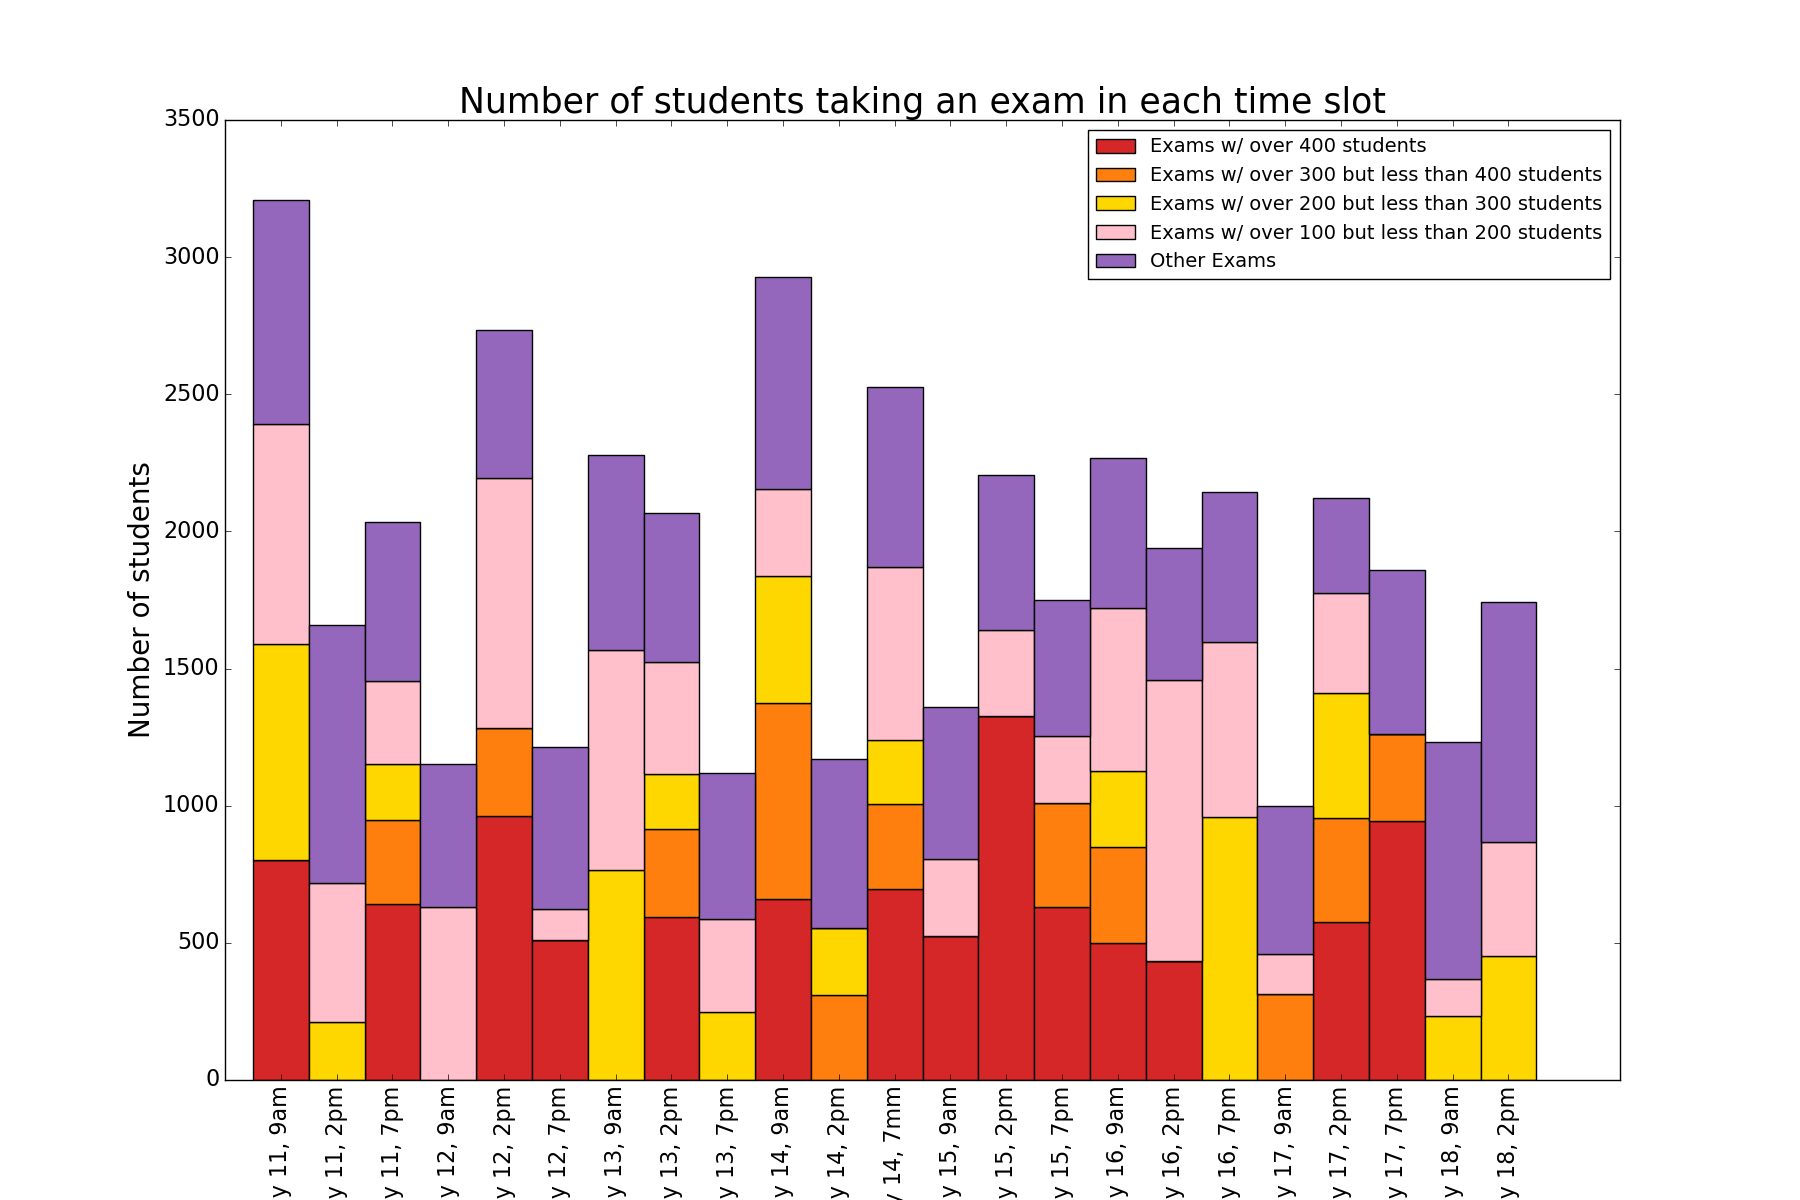 Number of students taking an exam in each time slot
Exams w/ over 400 students
Exams w/ over 300 but less than 400 students
Exams w/ over 200 but less than 300 students
Exams w/ over 100 but less than 200 students
Other Exams
Number of students
3500
3000
2500
2000
1500
1000
500
0
y 11, 9am
y 11, 2pm
y 11, 7pm
y 12, 9am
y 12, 2pm
y 12, 7pm
y 13, 9am
y 13, 2pm
y 13, 7pm
y 14, 9am
y 14, 2pm
y 14, 7mm
y 15, 9am
y 15, 2pm
y 15, 7pm
y 16, 9am
y 16, 2pm
y 16, 7pm
y 17, 9am
y 17, 2pm
y 17, 7pm
y 18, 9am
y 18, 2pm